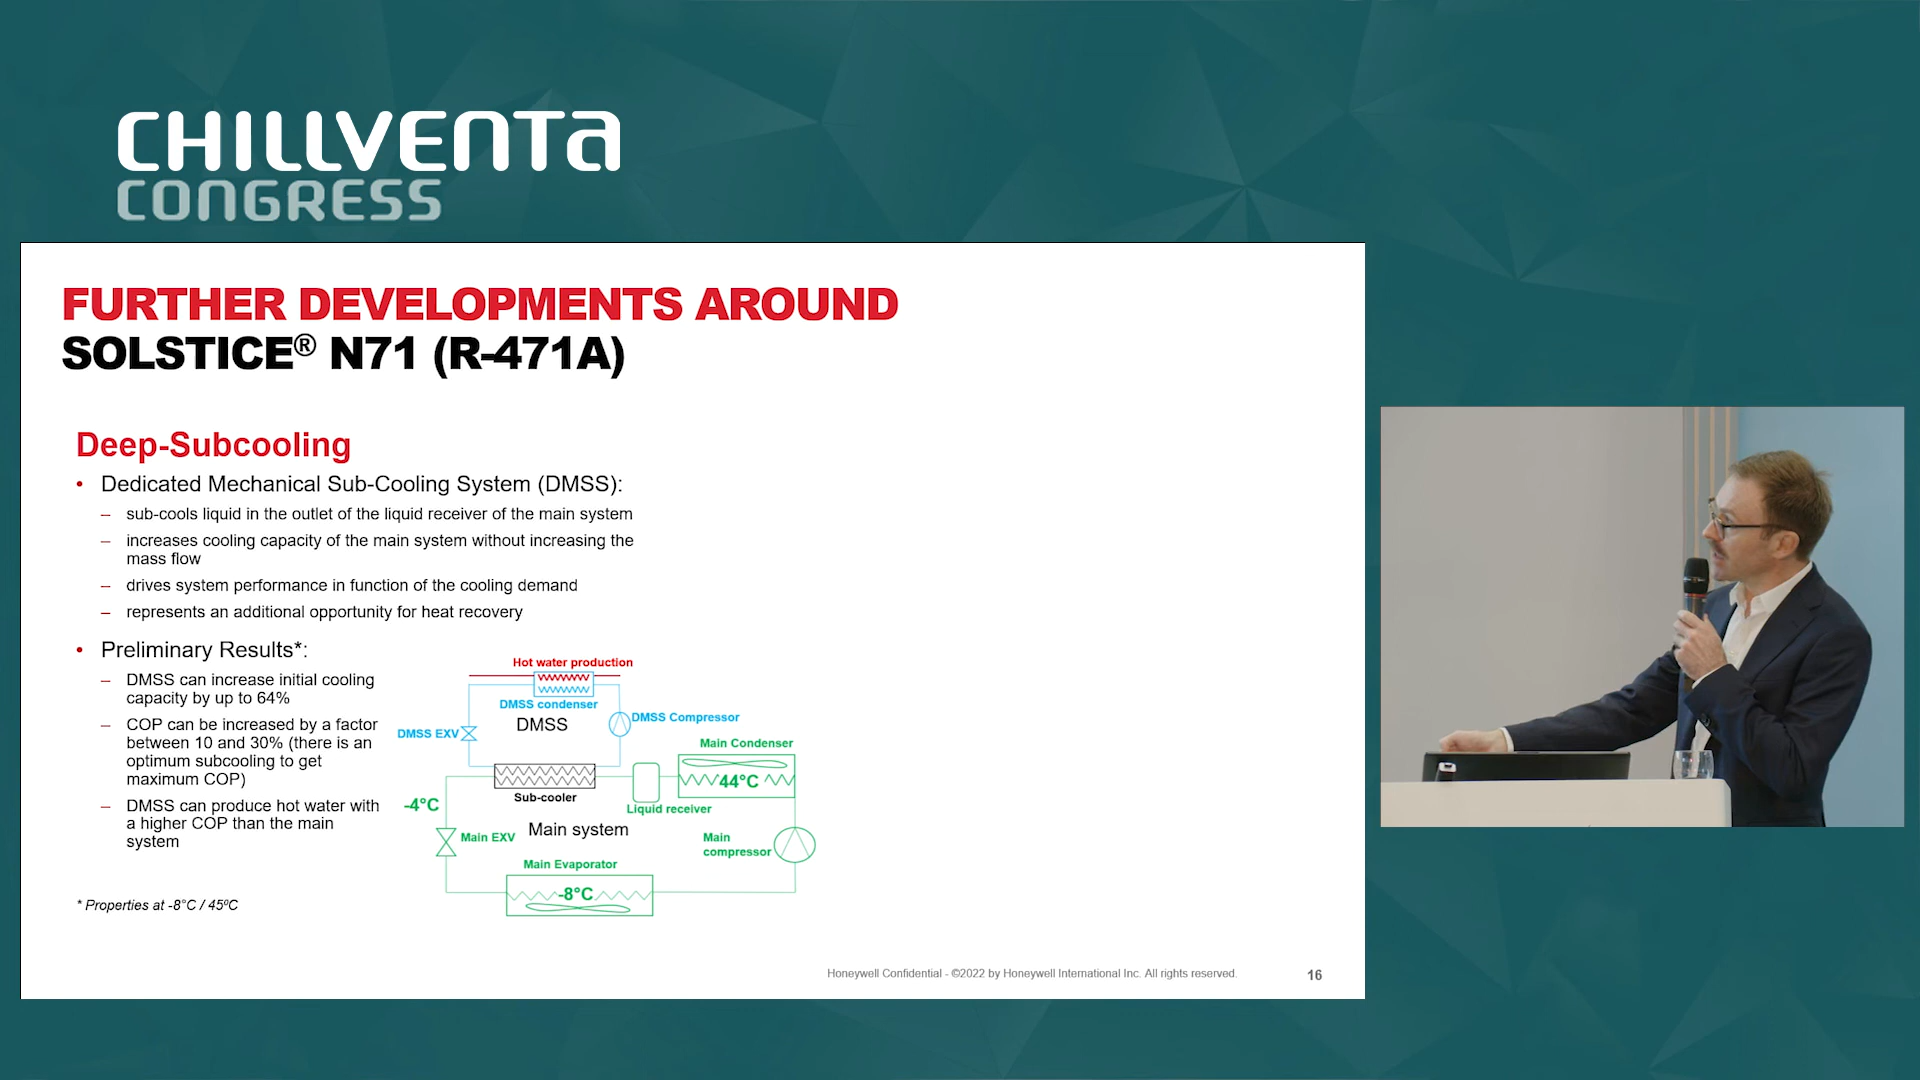 CHILLVENTA
CONGRESS
FURTHER DEVELOPMENTS AROUND
SOLSTICE® N71 (R-471A)
Deep-Subcooling
• Dedicated Mechanical Sub-Cooling System (DMSS):
– sub-cools liquid in the outlet of the liquid receiver of the main system
– increases cooling capacity of the main system without increasing the
mass flow
– drives system performance in function of the cooling demand
– represents an additional opportunity for heat recovery
• Preliminary Results*:
– DMSS can increase initial cooling
capacity by up to 64%
– COP can be increased by a factor
between 10 and 30% (there is an
optimum subcooling to get
maximum COP)
– DMSS can produce hot water with
a higher COP than the main
system
Hot water production
DMSS condenser
DMSS
DMSS Compressor
DMSS EXV
Main Condenser
44°C
Sub-cooler
-4°C
Liquid receiver
Main system
Main EXV
Main
compressor
Main Evaporator
-8°C
* Properties at -8°C / 45ºC
Honeywell Confidential - ©2022 by Honeywell International Inc. All rights reserved.
16